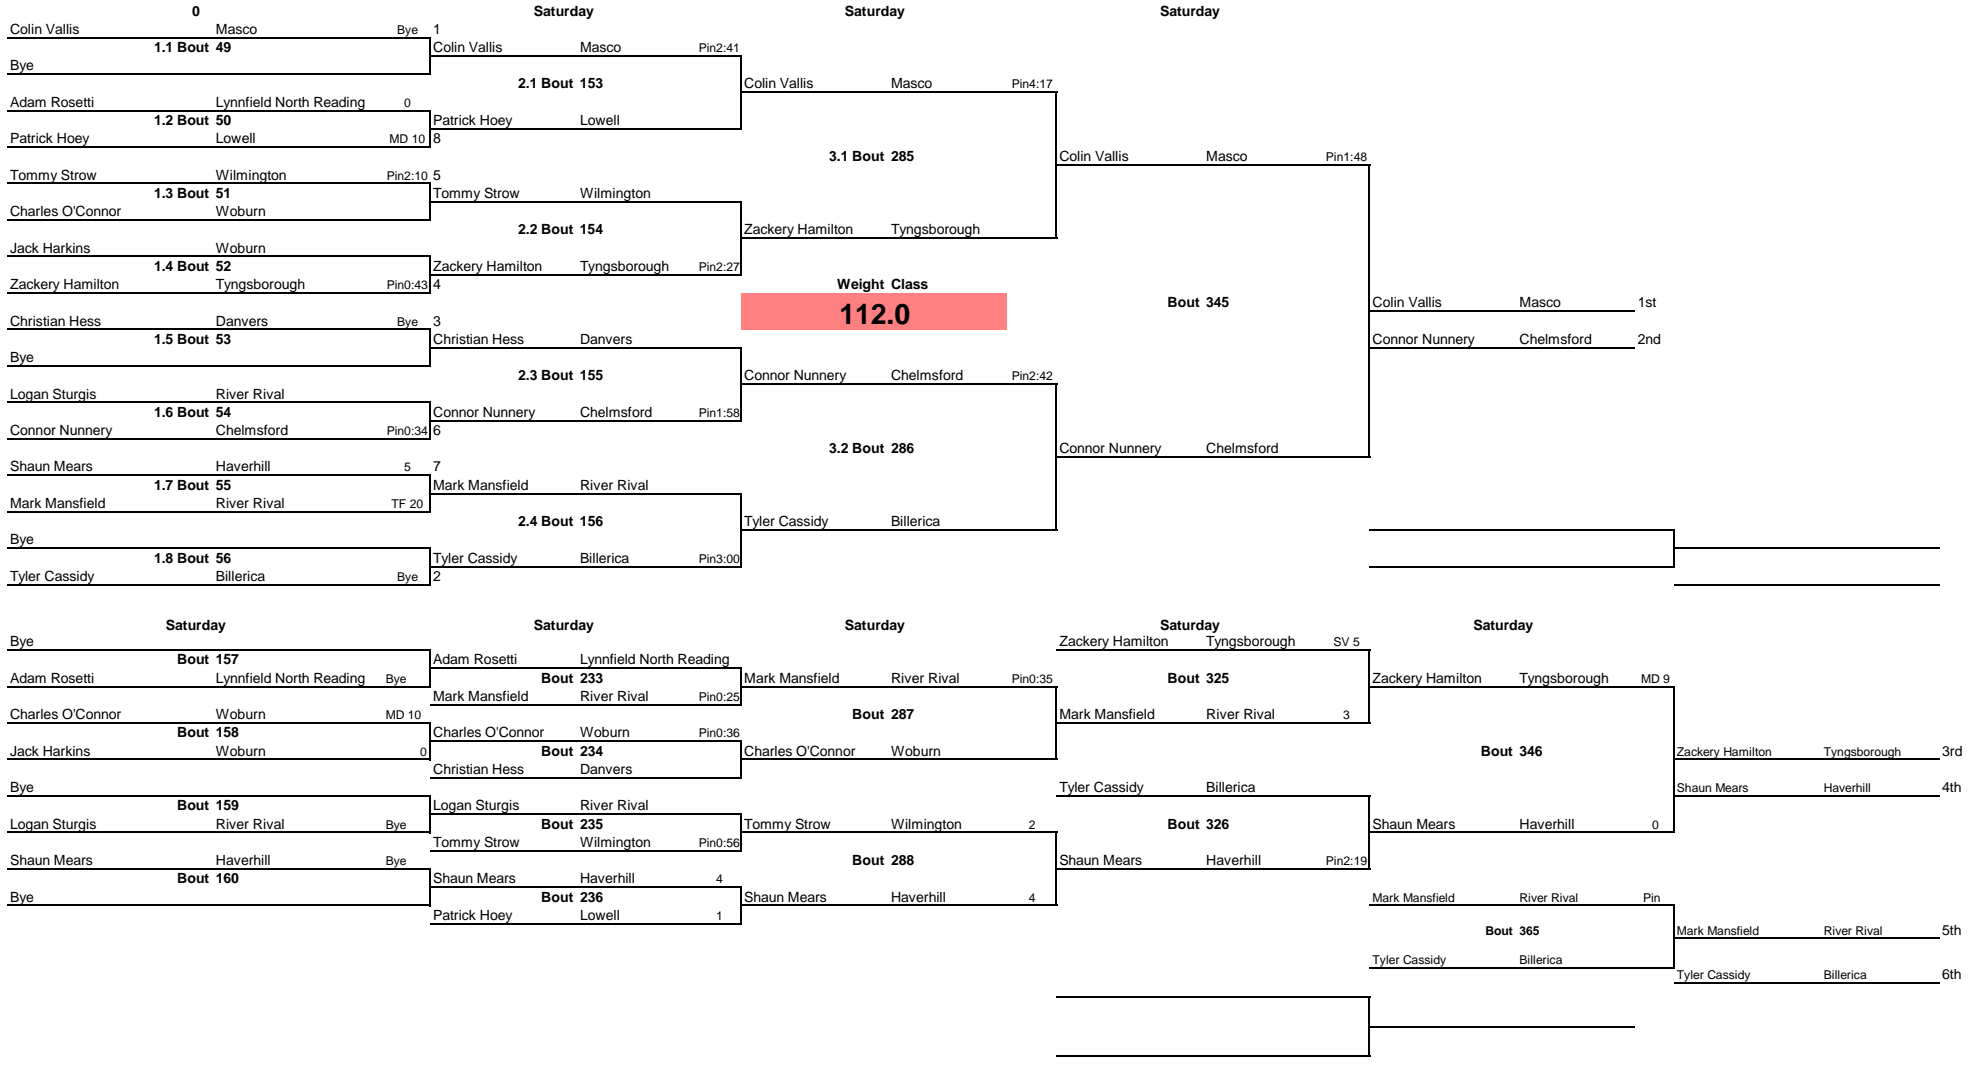 0 Saturday Saturday Saturday
Colin Vallis Masco Bye 1
1.1 Bout 49 Colin Vallis Masco Pin2:41
Bye
2.1 Bout 153 Colin Vallis Masco Pin4:17
Adam Rosetti Lynnfield North Reading 0
1.2 Bout 50 Patrick Hoey Lowell
Patrick Hoey Lowell MD 10 8
3.1 Bout 285 Colin Vallis Masco Pin1:48
Tommy Strow Wilmington Pin2:10 5
1.3 Bout 51 Tommy Strow Wilmington
Charles O'Connor Woburn
2.2 Bout 154 Zackery Hamilton Tyngsborough
Jack Harkins Woburn
1.4 Bout 52 Zackery Hamilton Tyngsborough Pin2:27
Zackery Hamilton Tyngsborough Pin0:43 4 Weight Class
Bout 345 Colin Vallis Masco 1st
112.0
Christian Hess Danvers Bye 3
1.5 Bout 53 Christian Hess Danvers Connor Nunnery Chelmsford 2nd
Bye
2.3 Bout 155 Connor Nunnery Chelmsford Pin2:42
Logan Sturgis River Rival
1.6 Bout 54 Connor Nunnery Chelmsford Pin1:58
Connor Nunnery Chelmsford Pin0:34 6
3.2 Bout 286 Connor Nunnery Chelmsford
Shaun Mears Haverhill 5 7
1.7 Bout 55 Mark Mansfield River Rival
Mark Mansfield River Rival TF 20
2.4 Bout 156 Tyler Cassidy Billerica
Bye
1.8 Bout 56 Tyler Cassidy Billerica Pin3:00
Tyler Cassidy Billerica Bye 2
Saturday Saturday Saturday Saturday Saturday
Bye Zackery Hamilton Tyngsborough SV 5
Bout 157 Adam Rosetti Lynnfield North Reading
Adam Rosetti Lynnfield North Reading Bye Bout 233 Mark Mansfield River Rival Pin0:35 Bout 325 Zackery Hamilton Tyngsborough MD 9
Mark Mansfield River Rival Pin0:25
Charles O'Connor Woburn MD 10 Bout 287 Mark Mansfield River Rival 3
Bout 158 Charles O'Connor Woburn Pin0:36
Jack Harkins Woburn 0 Bout 234 Charles O'Connor Woburn Bout 346 Zackery Hamilton Tyngsborough 3rd
Christian Hess Danvers
Bye Tyler Cassidy Billerica Shaun Mears Haverhill 4th
Bout 159 Logan Sturgis River Rival
Logan Sturgis River Rival Bye Bout 235 Tommy Strow Wilmington 2 Bout 326 Shaun Mears Haverhill 0
Tommy Strow Wilmington Pin0:56
Shaun Mears Haverhill Bye Bout 288 Shaun Mears Haverhill Pin2:19
Bout 160 Shaun Mears Haverhill 4
Bye Bout 236 Shaun Mears Haverhill 4 Mark Mansfield River Rival Pin
Patrick Hoey Lowell 1
Bout 365 Mark Mansfield River Rival 5th
Tyler Cassidy Billerica
Tyler Cassidy Billerica 6th